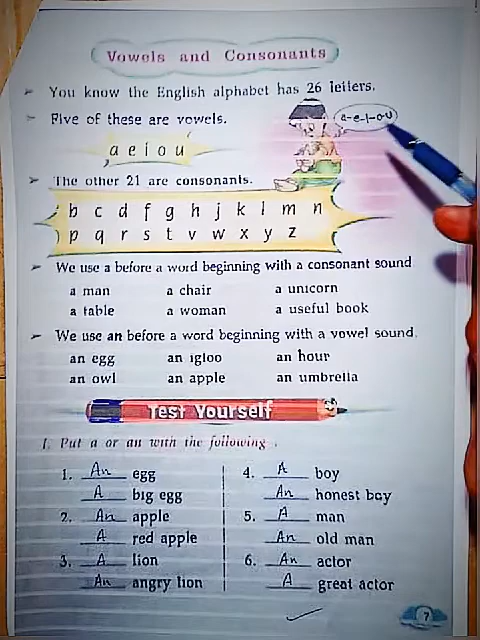 Vowels and Consonants
➤ You know the English alphabet has 26 letters.
➤ Five of these are vowels.
a-e-i-o-u
a e i o u
➤ The other 21 are consonants.
b c d f g h j k l m n
p q r s t v w x y z
➤ We use a before a word beginning with a consonant sound
a man a chair a unicorn
a table a woman a useful book
➤ We use an before a word beginning with a vowel sound.
an egg an igloo an hour
an owl an apple an umbrella
Test Yourself
I. Put a or an with the following.
1. An egg
A big egg
2. An apple
A red apple
3. A lion
An angry lion
4. A boy
An honest boy
5. A man
An old man
6. An actor
A great actor
7